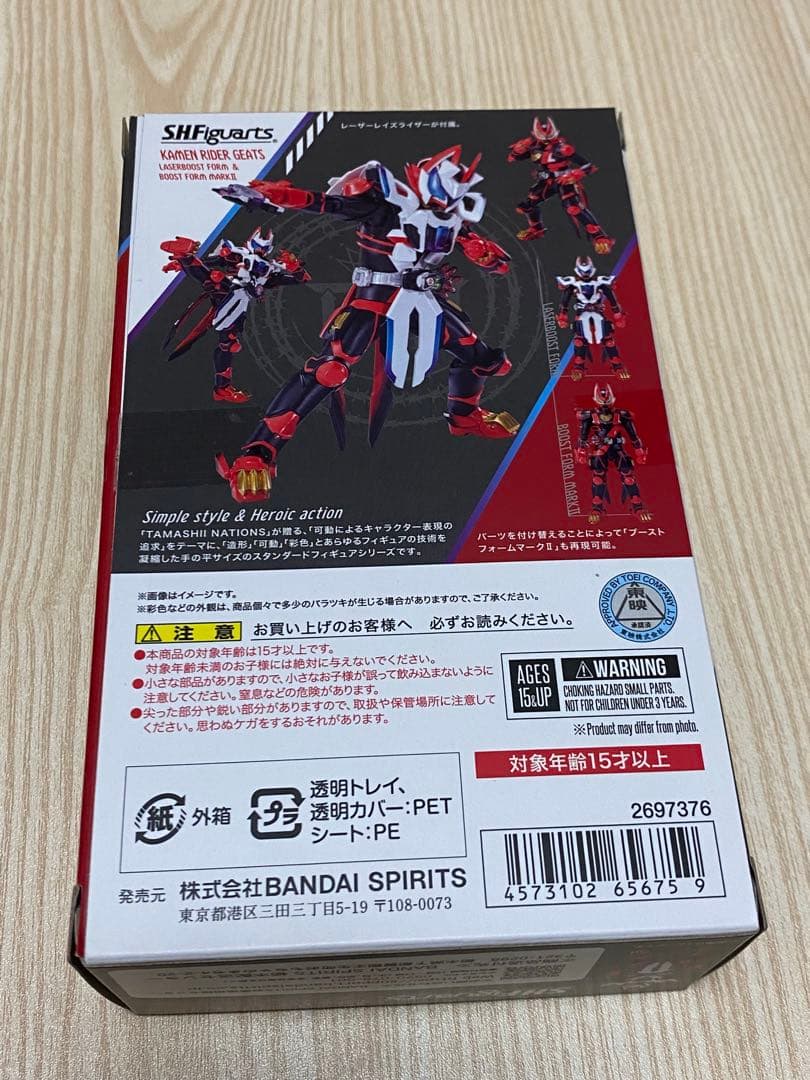 S.H.Figuarts
KAMEN RIDER GEATS
LASERBOOST FORM &
BOOST FORM MARKⅡ
レーザーレイズライザーが付属。
LASERBOOST FORM
BOOST FORM MARKⅡ
Simple style & Heroic action
「TAMASHII NATIONS」が贈る、「可動によるキャラクター表現の
追求」をテーマに、「造形」「可動」「彩色」とあらゆるフィギュアの技術を
凝縮した手の平サイズのスタンダードフィギュアシリーズです。
パーツを付け替えることによって「ブースト
フォームマークⅡ」も再現可能。
※画像はイメージです。
※彩色などの外観は、商品個々で多少のバラツキが生じる場合がありますので、ご了承ください。
APPROVED BY TOEI COMPANY, LTD.
東映
承認済
東映株式会社
注意 お買い上げのお客様へ 必ずお読みください。
●本商品の対象年齢は15才以上です。
対象年齢未満のお子様には絶対に与えないでください。
●小さな部品がありますので、小さなお子様が誤って飲み込まないように
注意してください。窒息などの危険があります。
●尖った部分や鋭い部分がありますので、取扱や保管場所に注意して
ください。思わぬケガをするおそれがあります。
AGES
15&UP
WARNING
CHOKING HAZARD SMALL PARTS.
NOT FOR CHILDREN UNDER 3 YEARS.
※Product may differ from photo.
対象年齢15才以上
紙 外箱
プラ
透明トレイ、
透明カバー:PET
シート:PE
2697376
4573102 65675 9
発売元 株式会社BANDAI SPIRITS
東京都港区三田三丁目5-19 〒108-0073